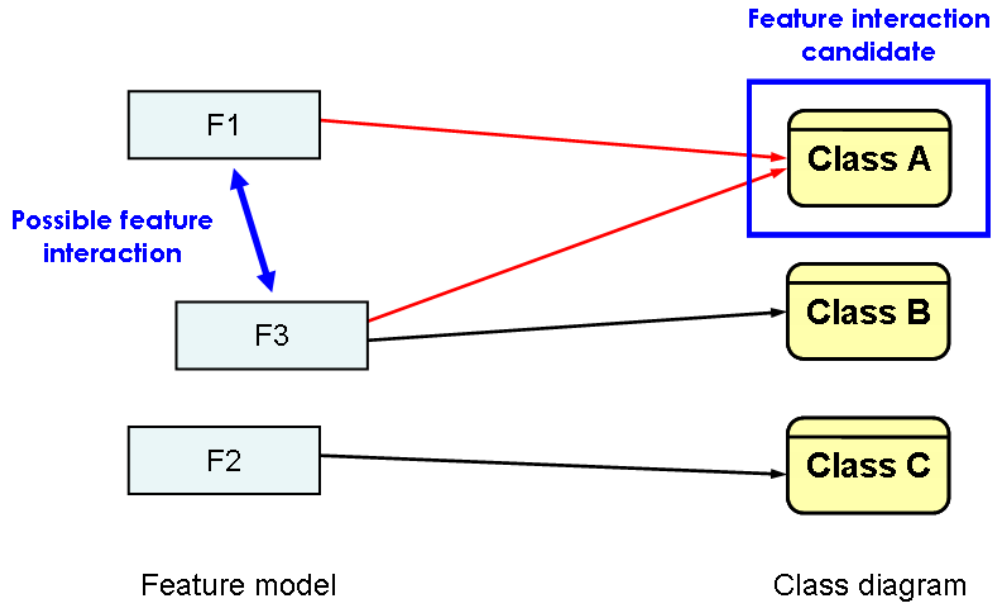 Feature interaction
candidate
F1
Class A
Possible feature
interaction
F3
Class B
F2
Class C
Feature model
Class diagram